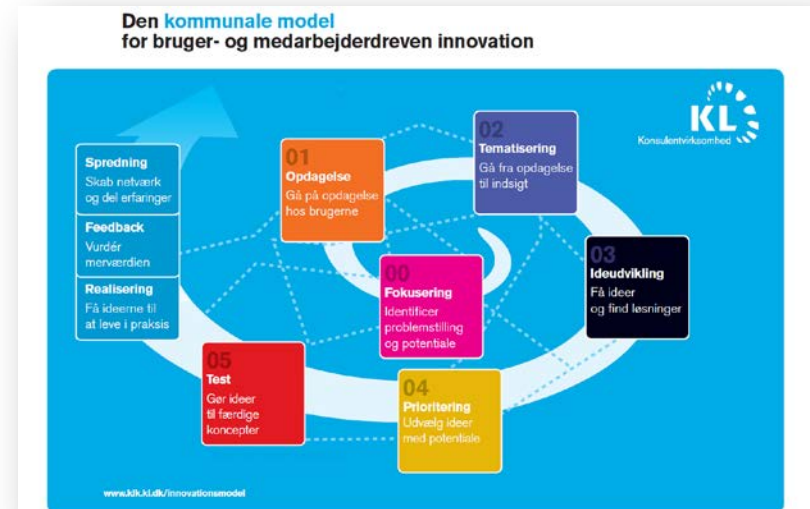 Den kommunale model
for bruger- og medarbejderdreven innovation
KL
Konsulentvirksomhed
01
Opdagelse
Gå på opdagelse
hos brugerne
02
Tematisering
Gå fra opdagelse
til indsigt
Spredning
Skab netværk
og del erfaringer
Feedback
Vurdér
merværdien
Realisering
Få ideerne til
at leve i praksis
00
Fokusering
Identificer
problemstilling
og potentiale
03
Ideudvikling
Få ideer
og find løsninger
05
Test
Gør ideer
til færdige
koncepter
04
Prioritering
Udvælg ideer
med potentiale
www.klk.kl.dk/innovationsmodel